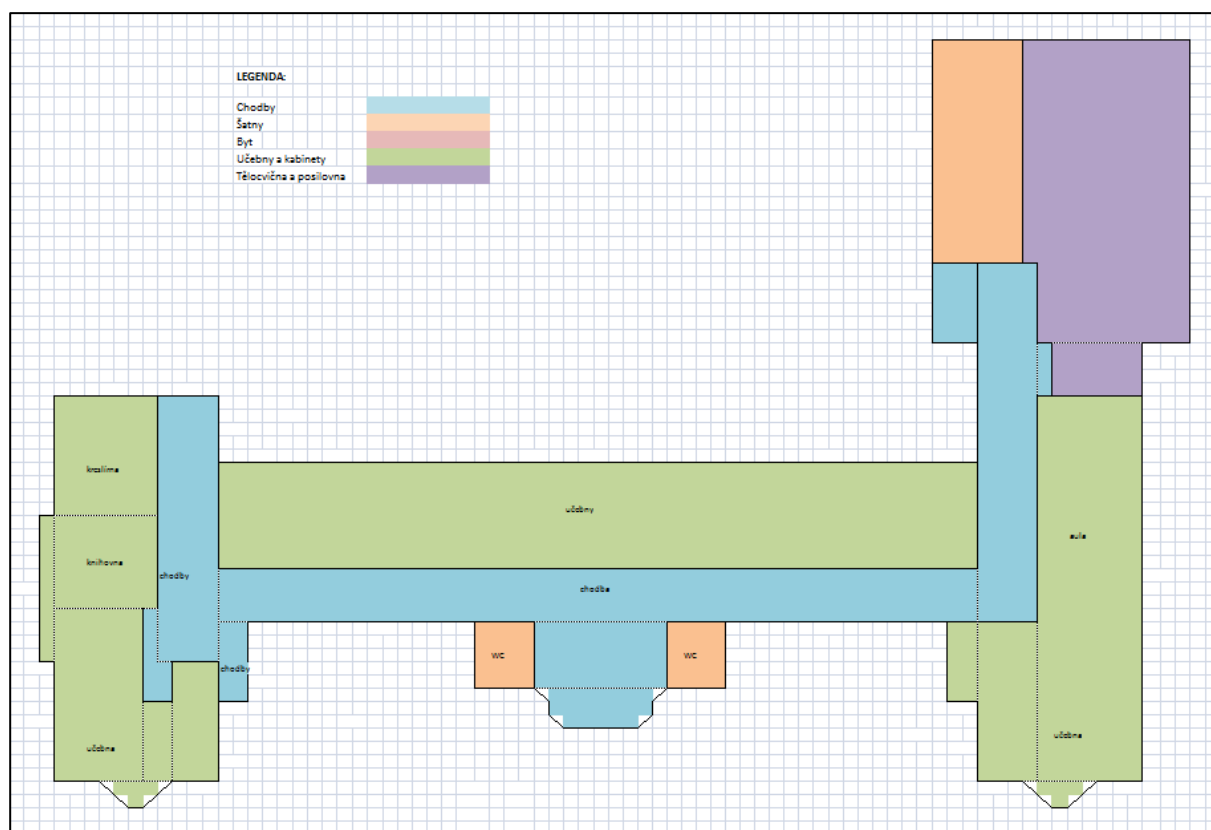 LEGENDA:
Chodby
Šatny
Byt
Učebny a kabinety
Tělocvična a posilovna
kreslírna
učebny
aula
knihovna
chodby
chodba
WC
WC
chodby
učebna
učebna